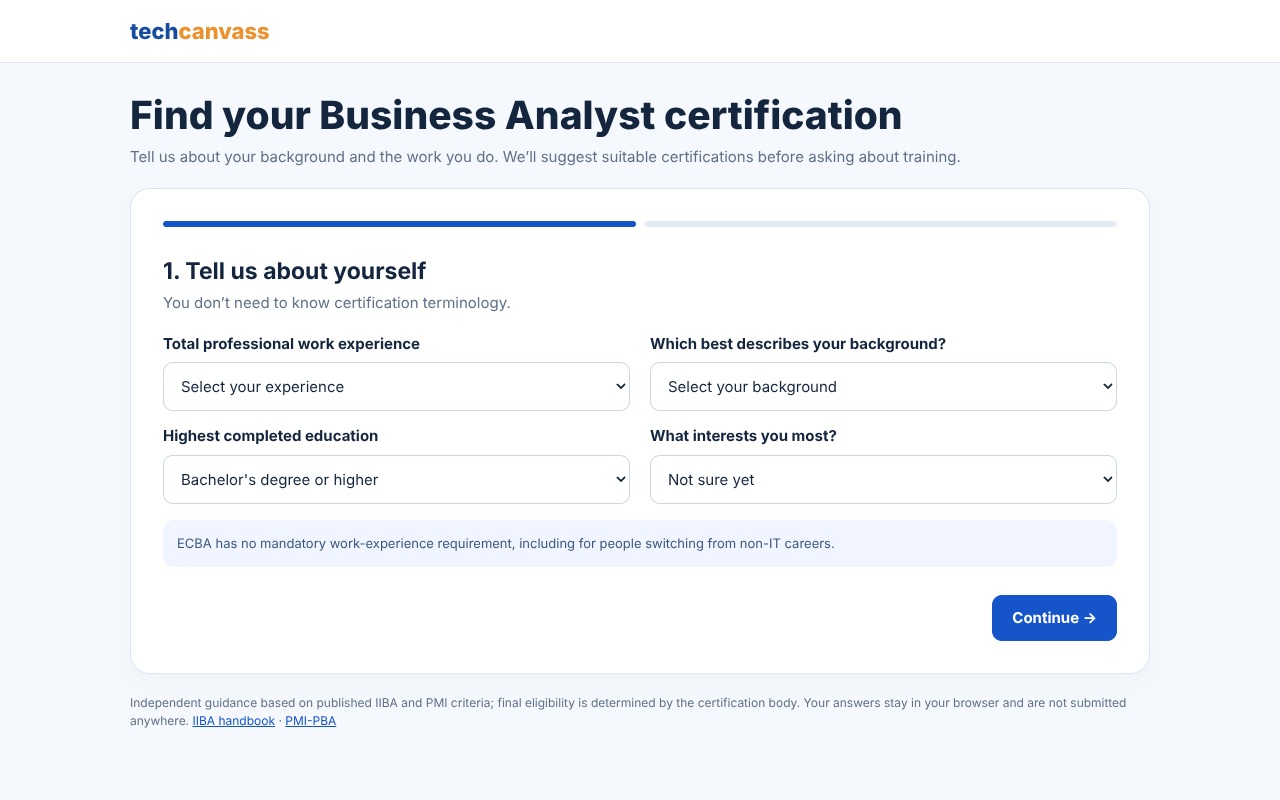 techcanvass
Find your Business Analyst certification
Tell us about your background and the work you do. We’ll suggest suitable certifications before asking about training.
1. Tell us about yourself
You don’t need to know certification terminology.
Total professional work experience
Select your experience
Which best describes your background?
Select your background
Highest completed education
Bachelor's degree or higher
What interests you most?
Not sure yet
ECBA has no mandatory work-experience requirement, including for people switching from non-IT careers.
Continue →
Independent guidance based on published IIBA and PMI criteria; final eligibility is determined by the certification body. Your answers stay in your browser and are not submitted
anywhere. IIBA handbook · PMI-PBA